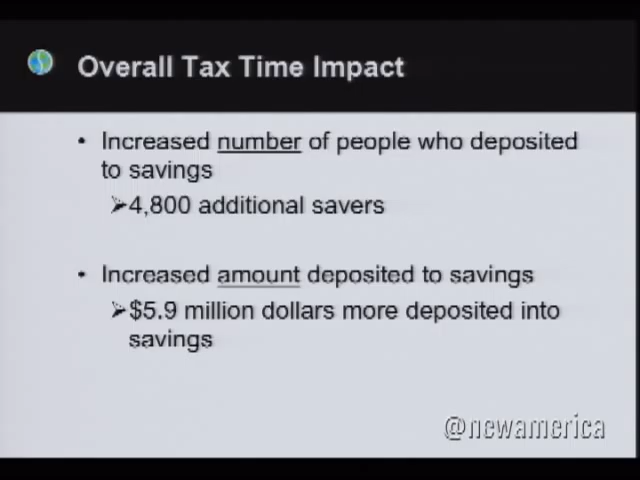 Overall Tax Time Impact
• Increased number of people who deposited
to savings
➢4,800 additional savers
• Increased amount deposited to savings
➢$5.9 million dollars more deposited into
savings
@newamerica